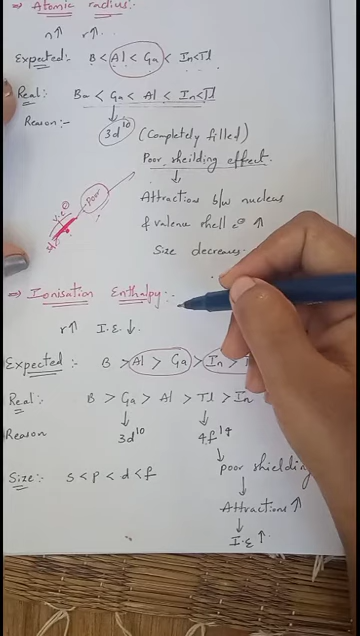 ⇒ Atomic radius:-
n↑ r↑.
Expected: B < Al < Ga < In < Tl
Real: Ba < Ga < Al < In < Tl
Reason:- 3d¹⁰ (Completely filled)
Poor sheilding effect.
↓
Attraction b/w nucleus
& valence shell e⊖ ↑
Size decreases.
Poor
⇒ Ionisation Enthalpy:-
r↑ I.E. ↓.
Expected:- B > Al > Ga > In >
Real:- B > Ga > Al > Tl > In
↓ ↓
Reason 3d¹⁰ 4f¹⁴
↓
poor shielding
Size:- s < p < d < f
↓
Attractions ↑
↓
I.E ↑.